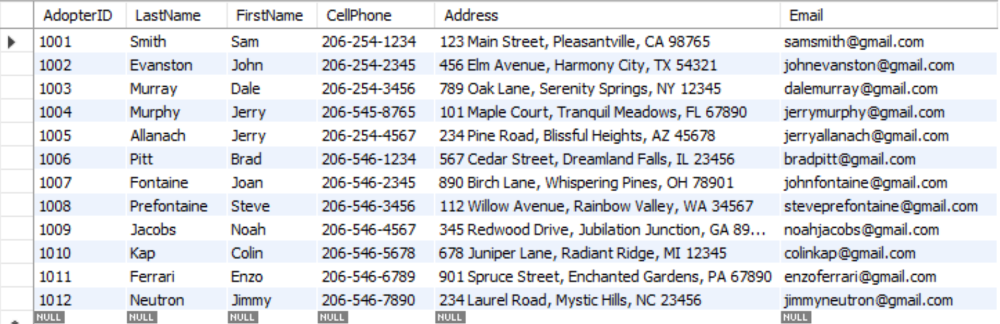 AdopterID LastName FirstName CellPhone Address Email
1001 Smith Sam 206-254-1234 123 Main Street, Pleasantville, CA 98765 samsmith@gmail.com
1002 Evanston John 206-254-2345 456 Elm Avenue, Harmony City, TX 54321 johnevanston@gmail.com
1003 Murray Dale 206-254-3456 789 Oak Lane, Serenity Springs, NY 12345 dalemurray@gmail.com
1004 Murphy Jerry 206-545-8765 101 Maple Court, Tranquil Meadows, FL 67890 jerrymurphy@gmail.com
1005 Allanach Jerry 206-254-4567 234 Pine Road, Blissful Heights, AZ 45678 jerryallanach@gmail.com
1006 Pitt Brad 206-546-1234 567 Cedar Street, Dreamland Falls, IL 23456 bradpitt@gmail.com
1007 Fontaine Joan 206-546-2345 890 Birch Lane, Whispering Pines, OH 78901 johnfontaine@gmail.com
1008 Prefontaine Steve 206-546-3456 112 Willow Avenue, Rainbow Valley, WA 34567 steveprefontaine@gmail.com
1009 Jacobs Noah 206-546-4567 345 Redwood Drive, Jubilation Junction, GA 89... noahjacobs@gmail.com
1010 Kap Colin 206-546-5678 678 Juniper Lane, Radiant Ridge, MI 12345 colinkap@gmail.com
1011 Ferrari Enzo 206-546-6789 901 Spruce Street, Enchanted Gardens, PA 67890 enzoferrari@gmail.com
1012 Neutron Jimmy 206-546-7890 234 Laurel Road, Mystic Hills, NC 23456 jimmyneutron@gmail.com
NULL NULL NULL NULL NULL NULL